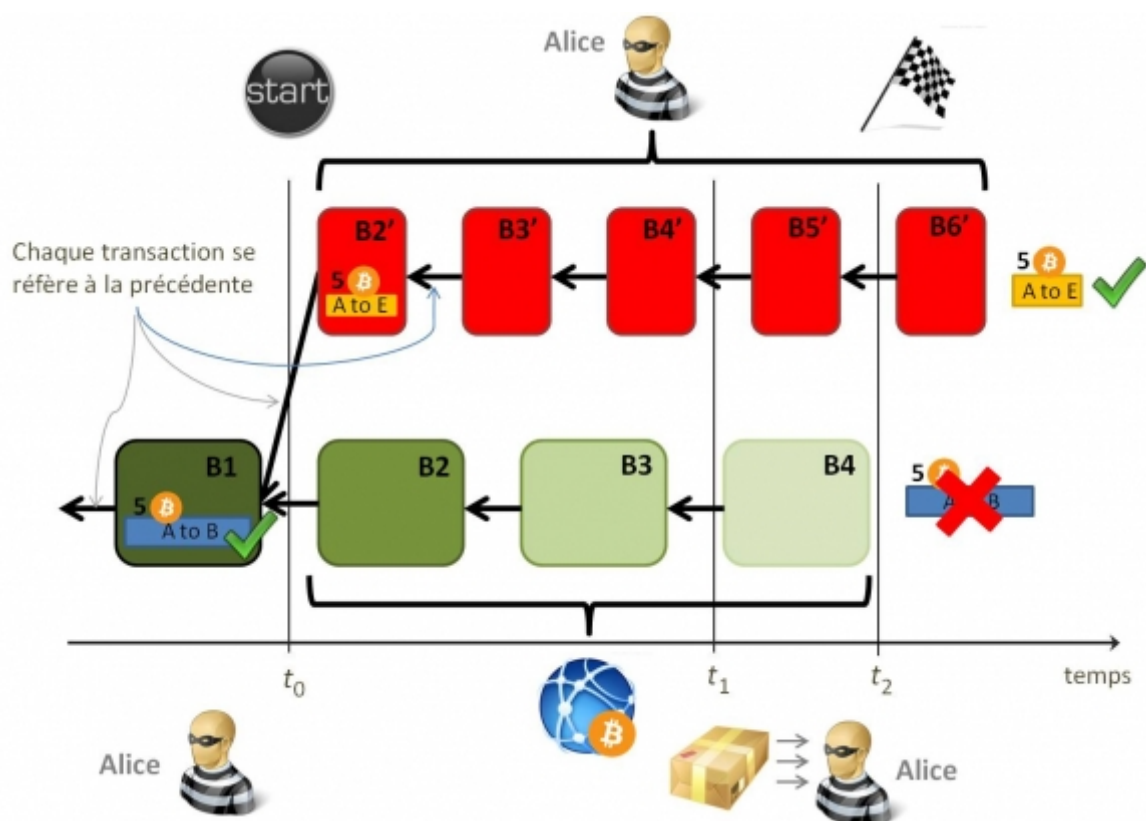 Alice
start
B2'
B3'
B4'
B5'
B6'
Chaque transaction se
réfère à la précédente
5
A to E
5
A to E
B1
B2
B3
B4
5
A to B
5
B
t0
t1
t2
temps
Alice
Alice